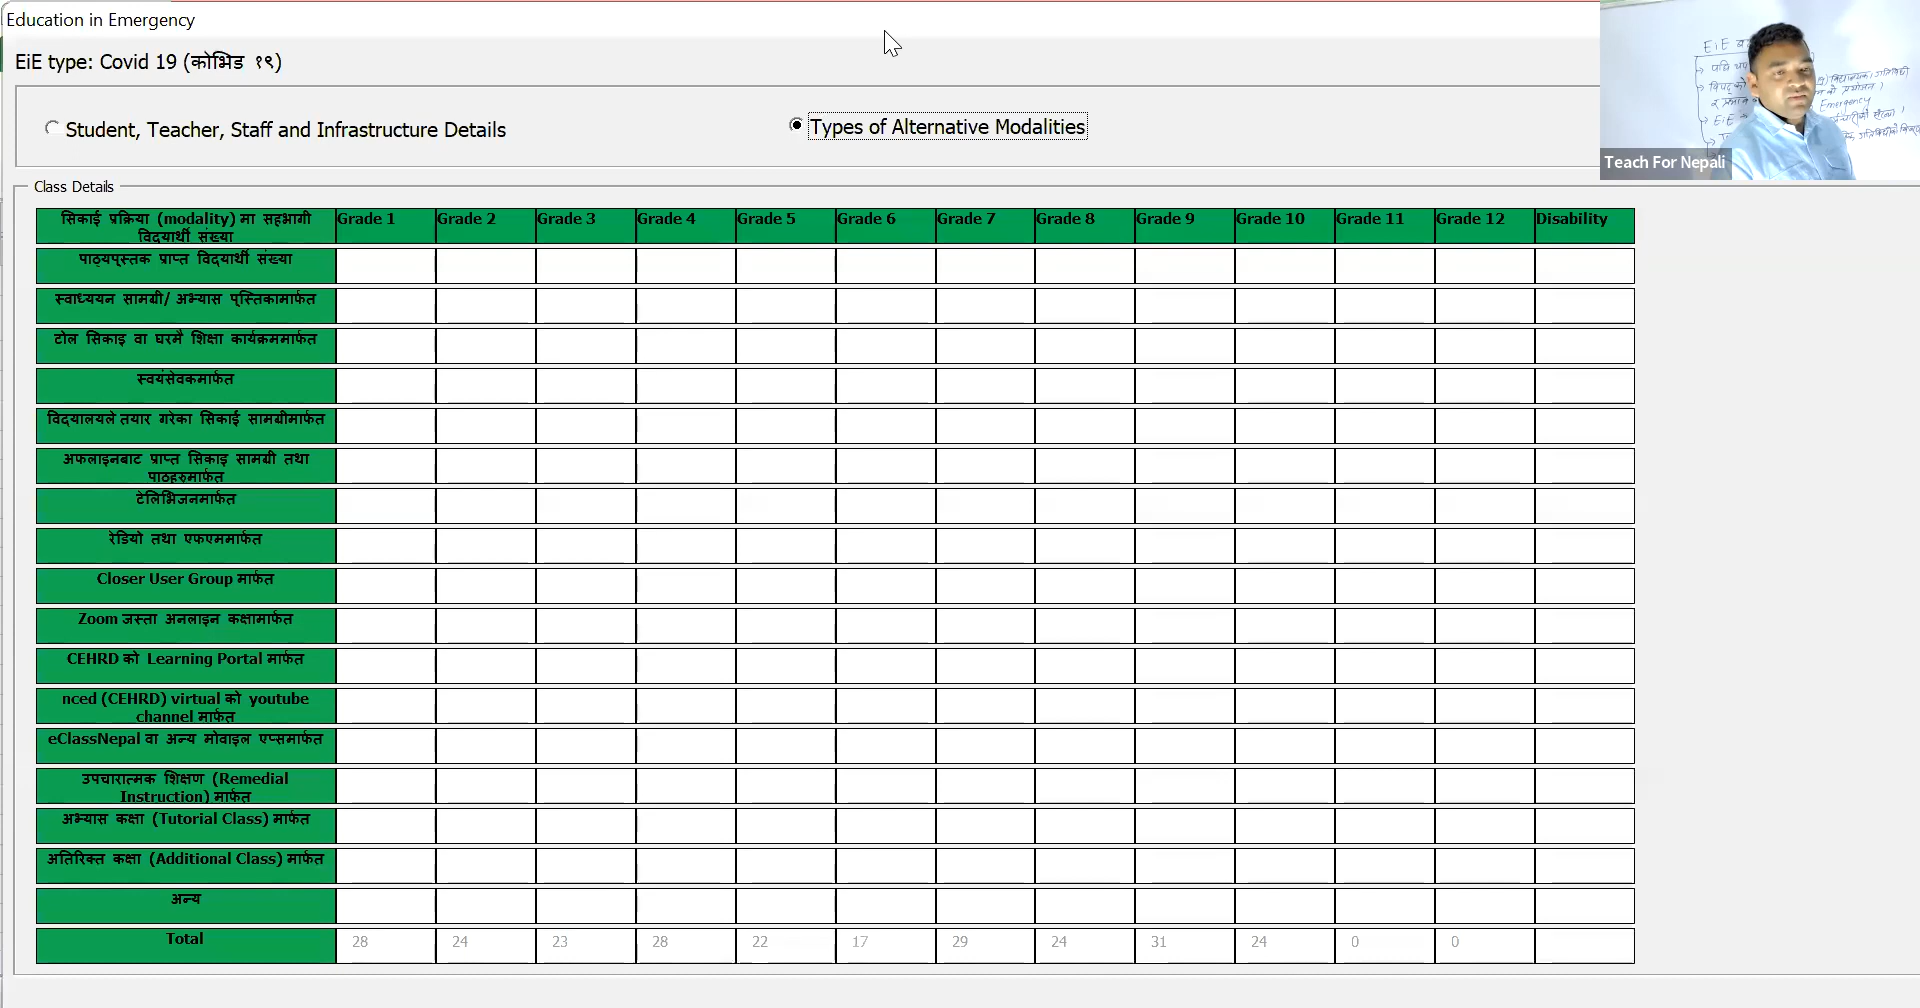 Education in Emergency
EiE type: Covid 19 (कोभिड १९)
Student, Teacher, Staff and Infrastructure Details
Types of Alternative Modalities
EiE
Emergency
EiE
Teach For Nepali
Class Details
सिकाई प्रक्रिया (modality) मा सहभागी विद्यार्थी संख्या
Grade 1 Grade 2 Grade 3 Grade 4 Grade 5 Grade 6 Grade 7 Grade 8 Grade 9 Grade 10 Grade 11 Grade 12 Disability
पाठ्यपुस्तक प्राप्त विद्यार्थी संख्या
स्वाध्ययन सामग्री/ अभ्यास पुस्तिकामार्फत
टोल सिकाइ वा घरमै शिक्षा कार्यक्रममार्फत
स्वयंसेवकमार्फत
विद्यालयले तयार गरेका सिकाई सामग्रीमार्फत
अफलाइनबाट प्राप्त सिकाइ सामग्री तथा
पाठहरुमार्फत
टेलिभिजनमार्फत
रेडियो तथा एफएममार्फत
Closer User Group मार्फत
Zoom जस्ता अनलाइन कक्षामार्फत
CEHRD को Learning Portal मार्फत
nced (CEHRD) virtual को youtube
channel मार्फत
eClassNepal वा अन्य मोवाइल एप्समार्फत
उपचारात्मक शिक्षण (Remedial
Instruction) मार्फत
अभ्यास कक्षा (Tutorial Class) मार्फत
अतिरिक्त कक्षा (Additional Class) मार्फत
अन्य
Total 28 24 23 28 22 17 29 24 31 24 0 0